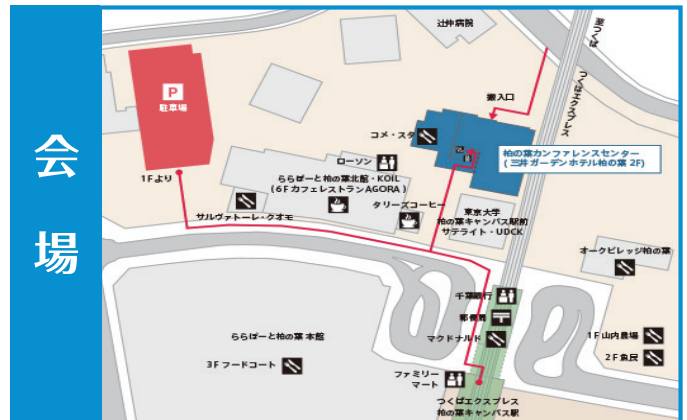 会場
辻仲病院
至つくば
つくばエクスプレス
P
駐車場
搬入口
コメ・スタ
柏の葉カンファレンスセンター
(三井ガーデンホテル柏の葉 2F)
ローソン
1Fより
ららぽーと柏の葉北館・KOIL
(6F カフェレストランAGORA)
サルヴァトーレ・クオモ
タリーズコーヒー
東京大学
柏の葉キャンパス駅前
サテライト・UDCK
オークビレッジ柏の葉
千葉銀行
郵便局
マクドナルド
ららぽーと柏の葉 本館
3F フードコート
1F 山内農場
2F 魚民
ファミリー
マート
つくばエクスプレス
柏の葉キャンパス駅